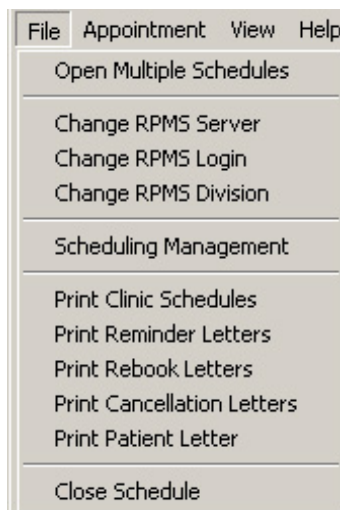 File Appointment View Help
Open Multiple Schedules
Change RPMS Server
Change RPMS Login
Change RPMS Division
Scheduling Management
Print Clinic Schedules
Print Reminder Letters
Print Rebook Letters
Print Cancellation Letters
Print Patient Letter
Close Schedule